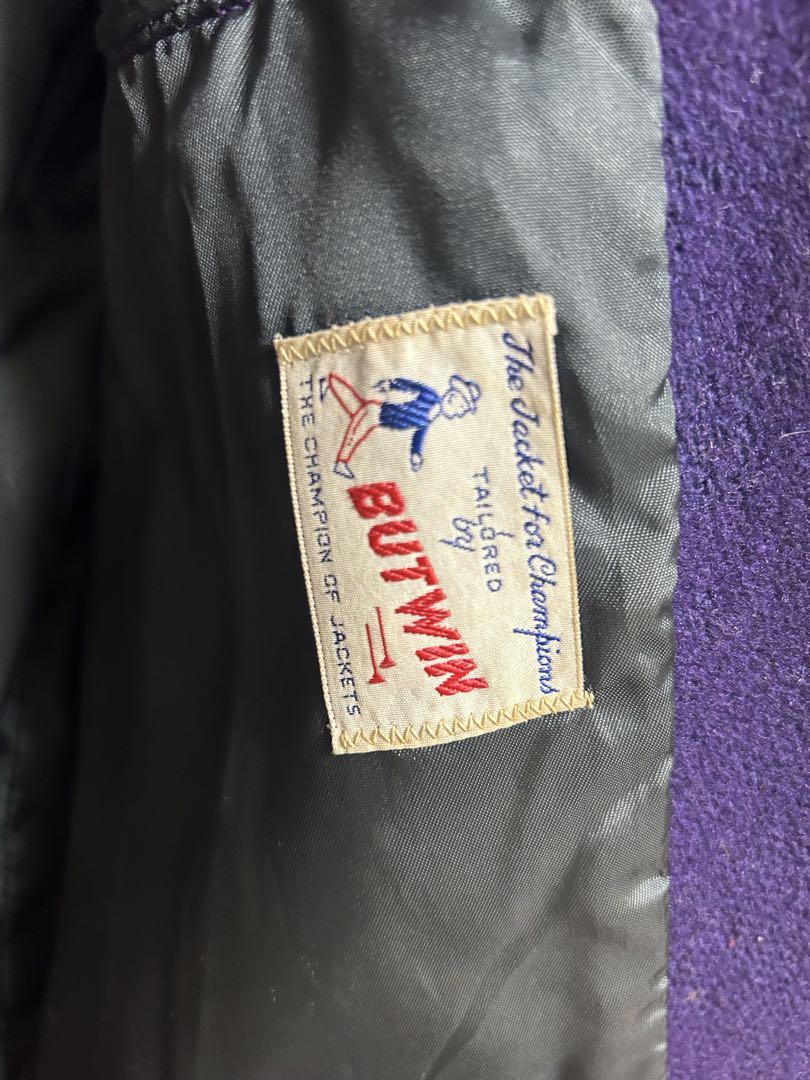 The Jacket for Champions
TAILORED
by
BUTWIN
THE CHAMPION OF JACKETS